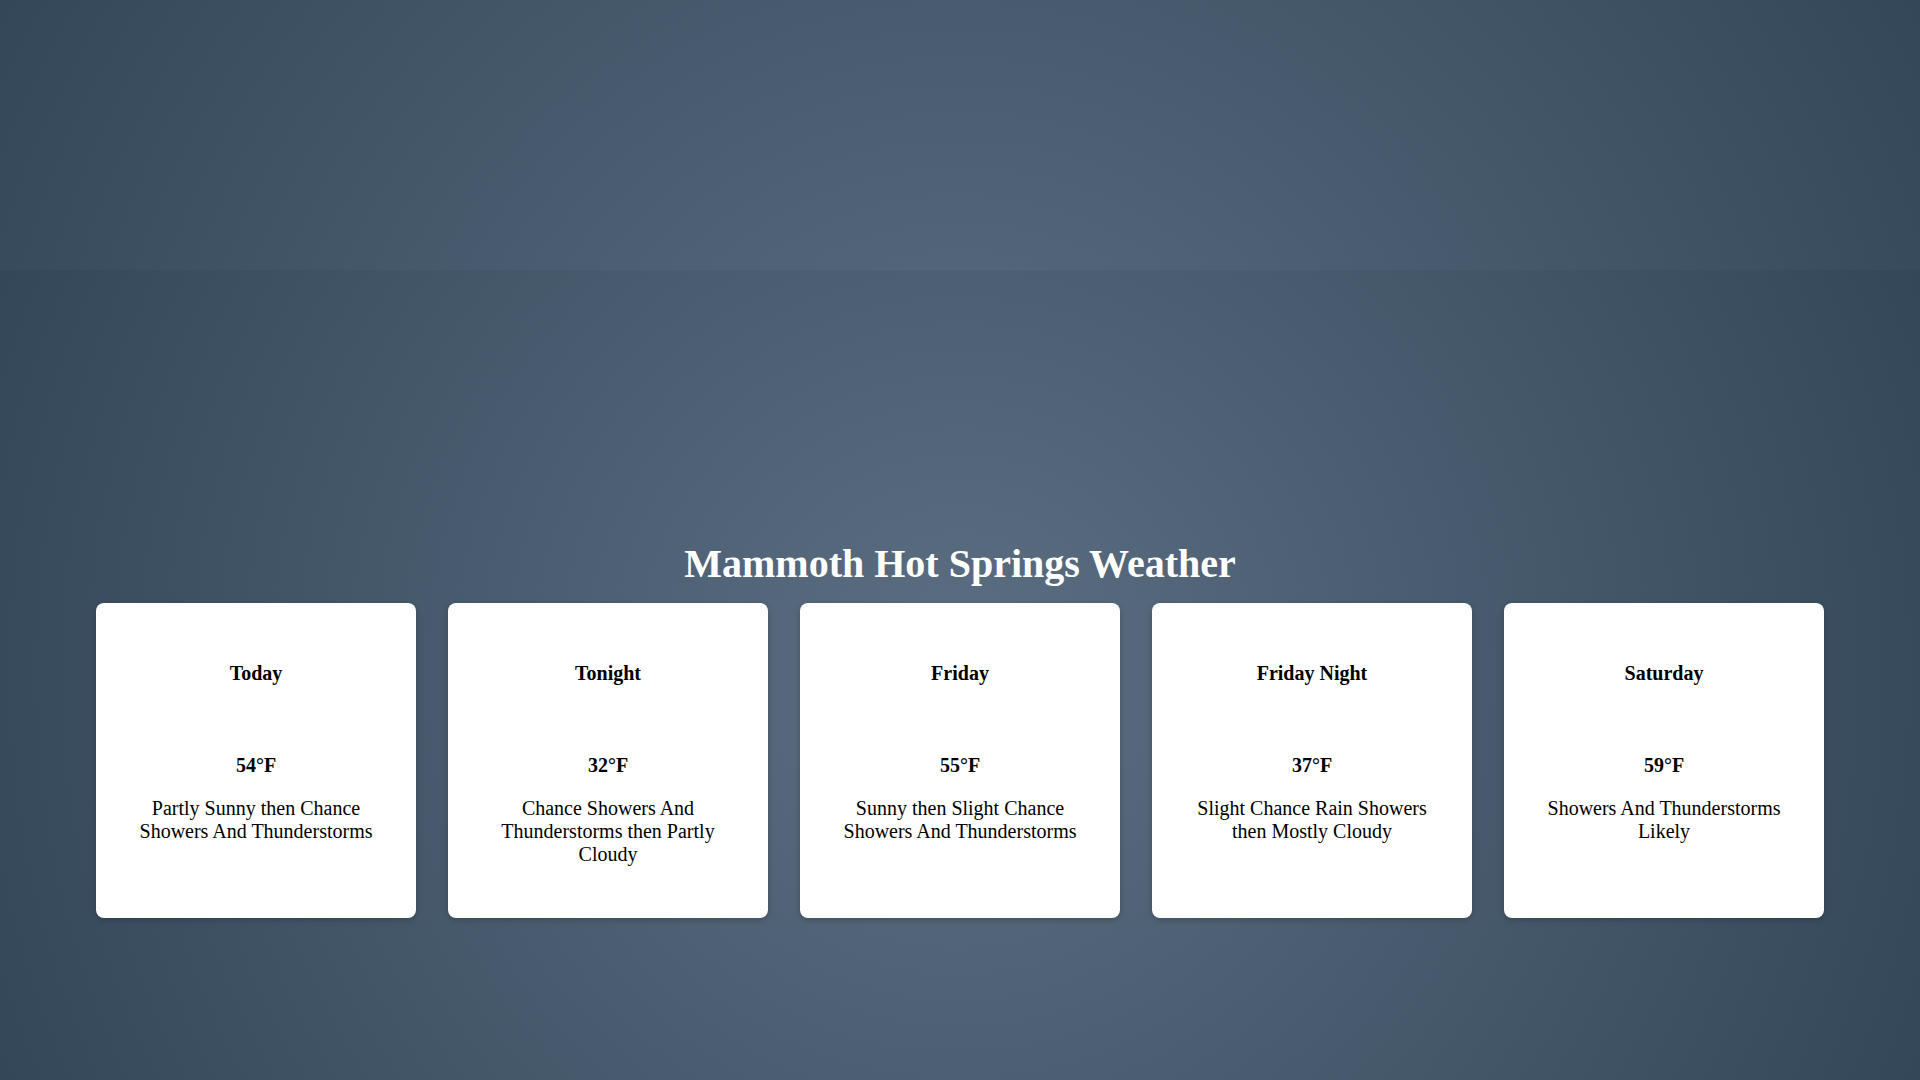 Mammoth Hot Springs Weather
Today
54°F
Partly Sunny then Chance
Showers And Thunderstorms
Tonight
32°F
Chance Showers And
Thunderstorms then Partly
Cloudy
Friday
55°F
Sunny then Slight Chance
Showers And Thunderstorms
Friday Night
37°F
Slight Chance Rain Showers
then Mostly Cloudy
Saturday
59°F
Showers And Thunderstorms
Likely